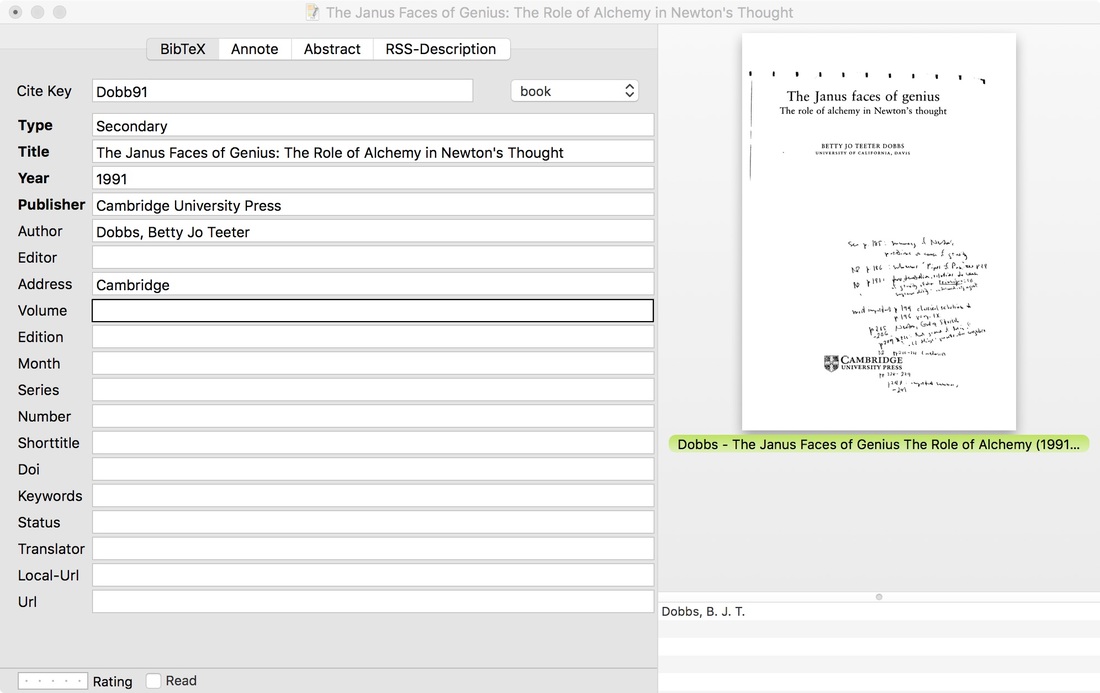 The Janus Faces of Genius: The Role of Alchemy in Newton's Thought
BibTeX Annote Abstract RSS-Description
Cite Key Dobb91 book
Type Secondary
Title The Janus Faces of Genius: The Role of Alchemy in Newton's Thought
Year 1991
Publisher Cambridge University Press
Author Dobbs, Betty Jo Teeter
Editor
Address Cambridge
Volume
Edition
Month
Series
Number
Shorttitle
Doi
Keywords
Status
Translator
Local-Url
Url
Rating Read
The Janus faces of genius
The role of alchemy in Newton's thought
BETTY JO TEETER DOBBS
UNIVERSITY OF CALIFORNIA, DAVIS
CAMBRIDGE
UNIVERSITY PRESS
Dobbs - The Janus Faces of Genius The Role of Alchemy (1991...
Dobbs, B. J. T.